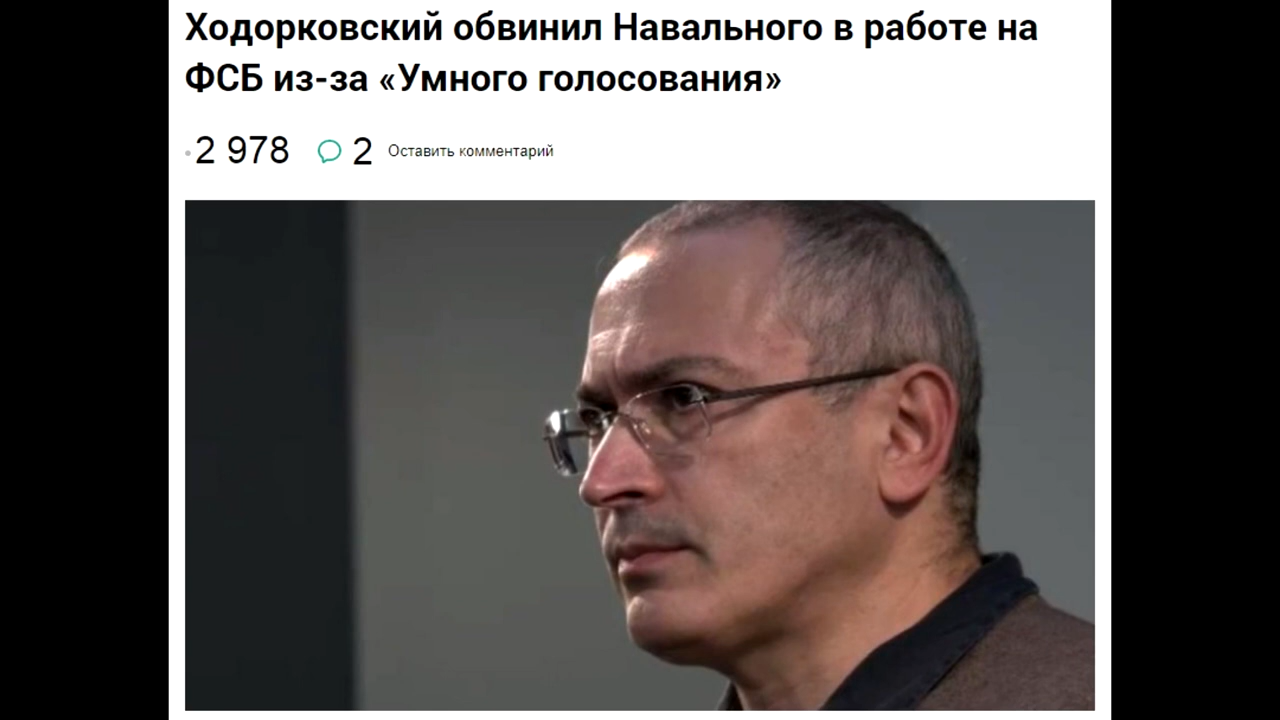 Ходорковский обвинил Навального в работе на
ФСБ из-за «Умного голосования»
2 978 2 Оставить комментарий